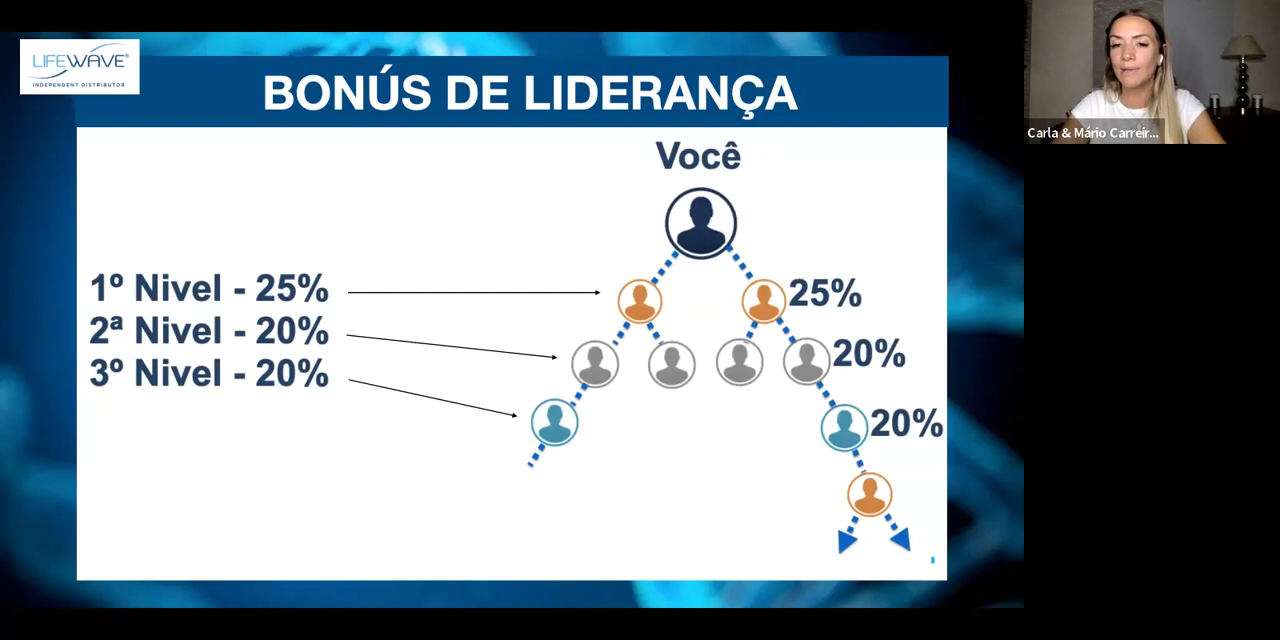 LIFEWAVE®
INDEPENDENT DISTRIBUTOR
BONÚS DE LIDERANÇA
Carla & Mário Carreir...
Você
1º Nivel - 25%
25%
2ª Nivel - 20%
20%
3º Nivel - 20%
20%